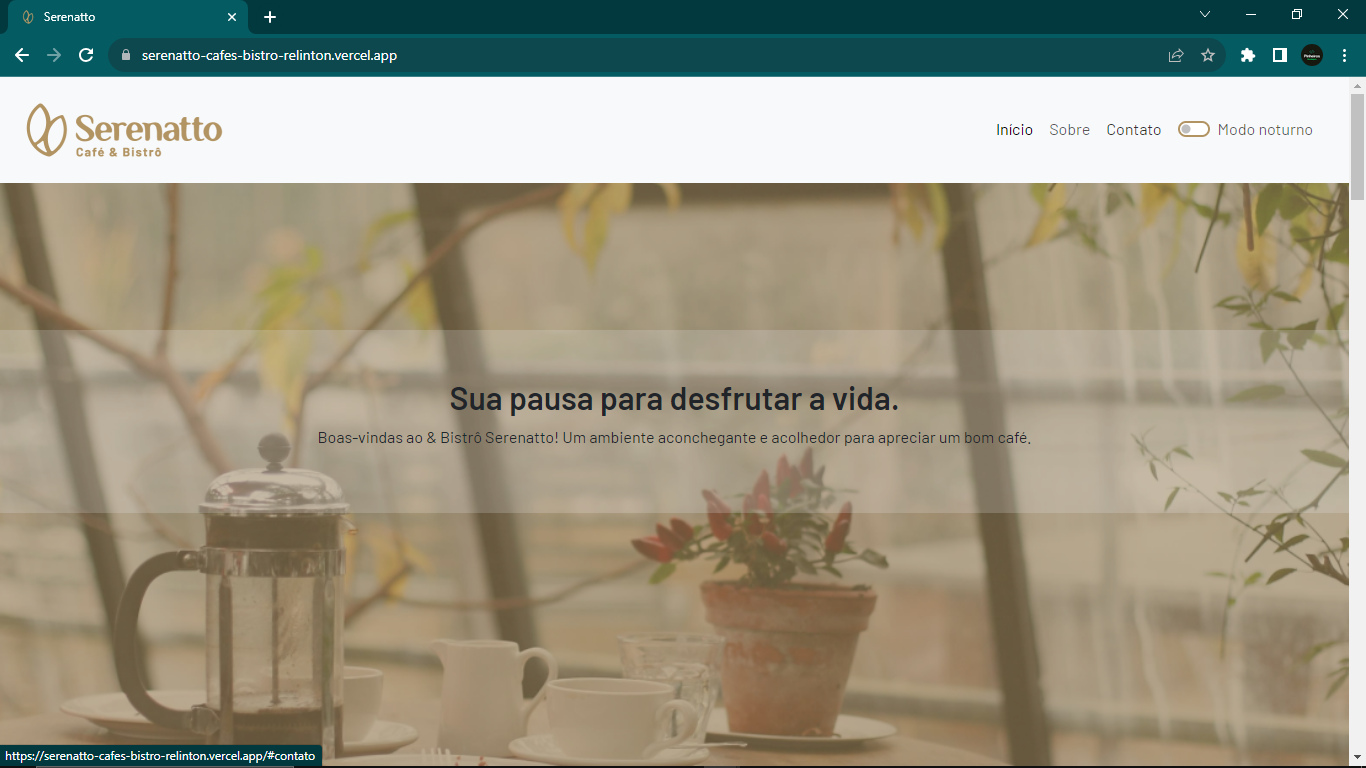 Serenatto
serenatto-cafes-bistro-relinton.vercel.app
Serenatto
Café & Bistrô
Início Sobre Contato Modo noturno
Sua pausa para desfrutar a vida.
Boas-vindas ao & Bistrô Serenatto! Um ambiente aconchegante e acolhedor para apreciar um bom café.
https://serenatto-cafes-bistro-relinton.vercel.app/#contato